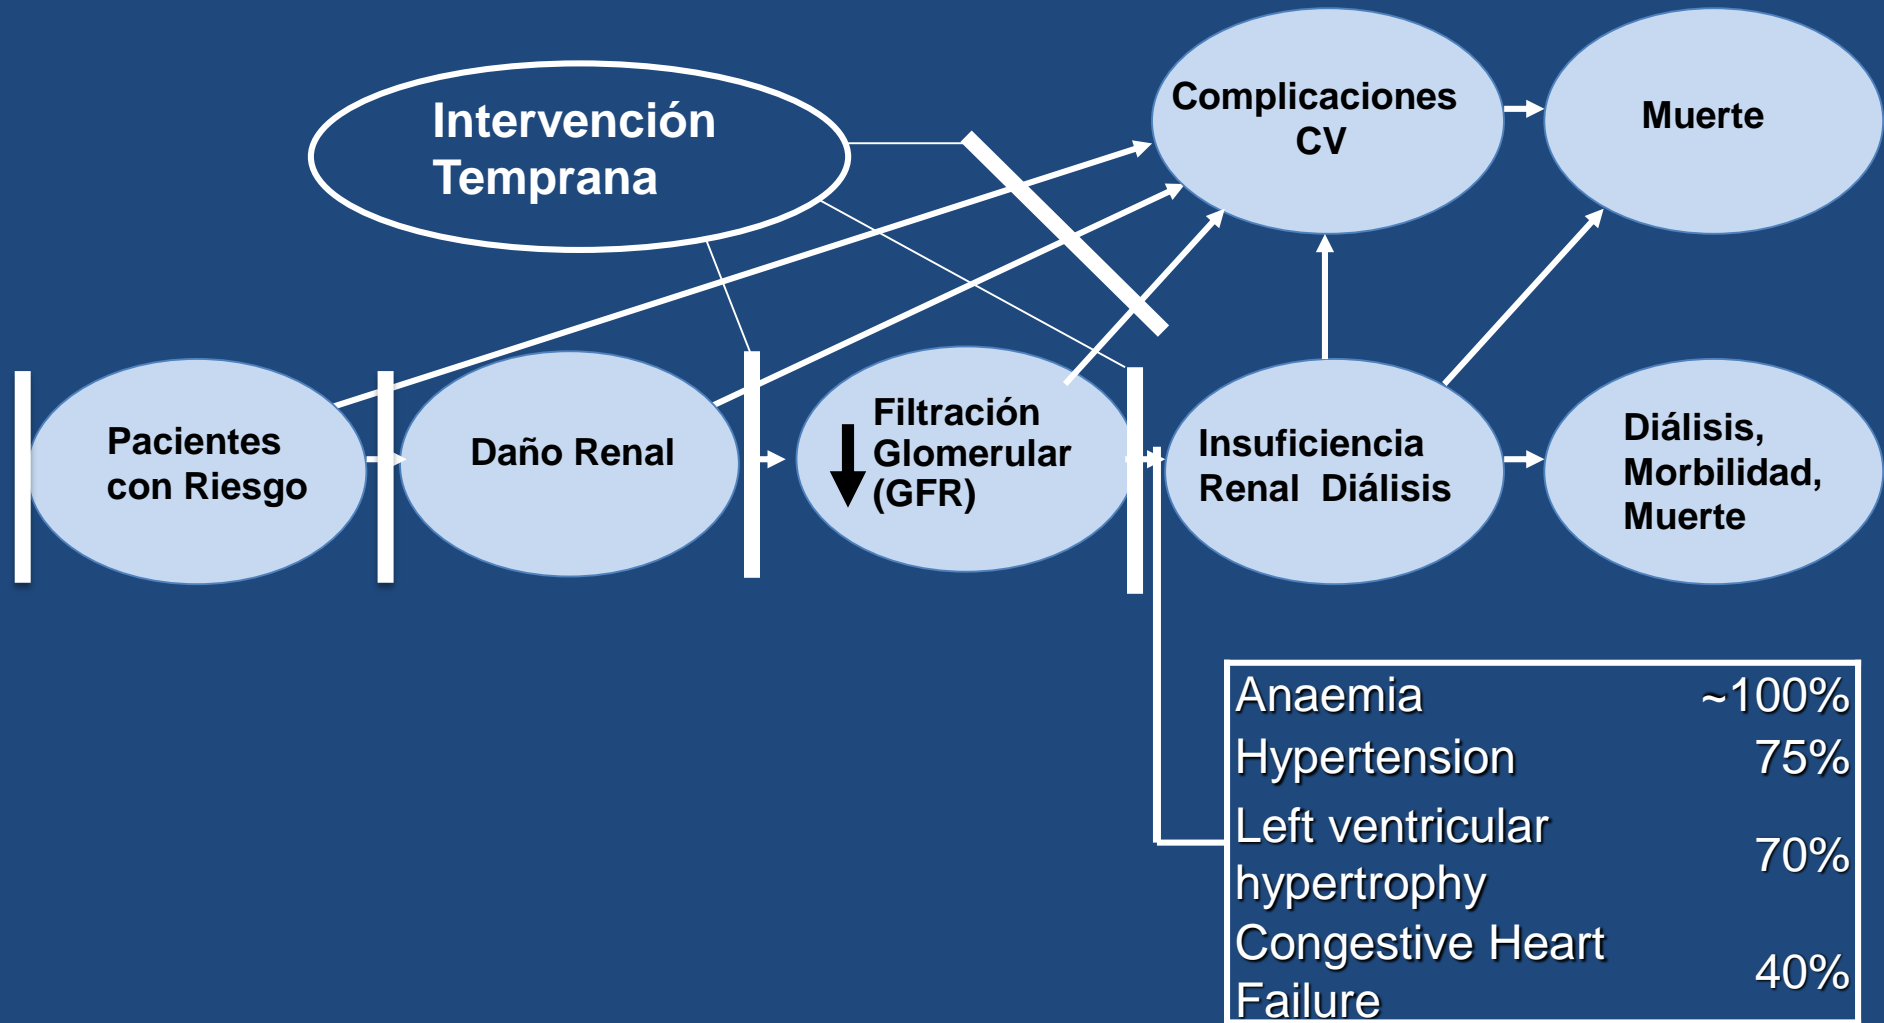 Intervención
Temprana
Complicaciones
CV
Muerte
Pacientes
con Riesgo
Daño Renal
Filtración
Glomerular
(GFR)
Insuficiencia
Renal  Diálisis
Diálisis,
Morbilidad,
Muerte
Anaemia ~100%
Hypertension 75%
Left ventricular
hypertrophy 70%
Congestive Heart
Failure 40%